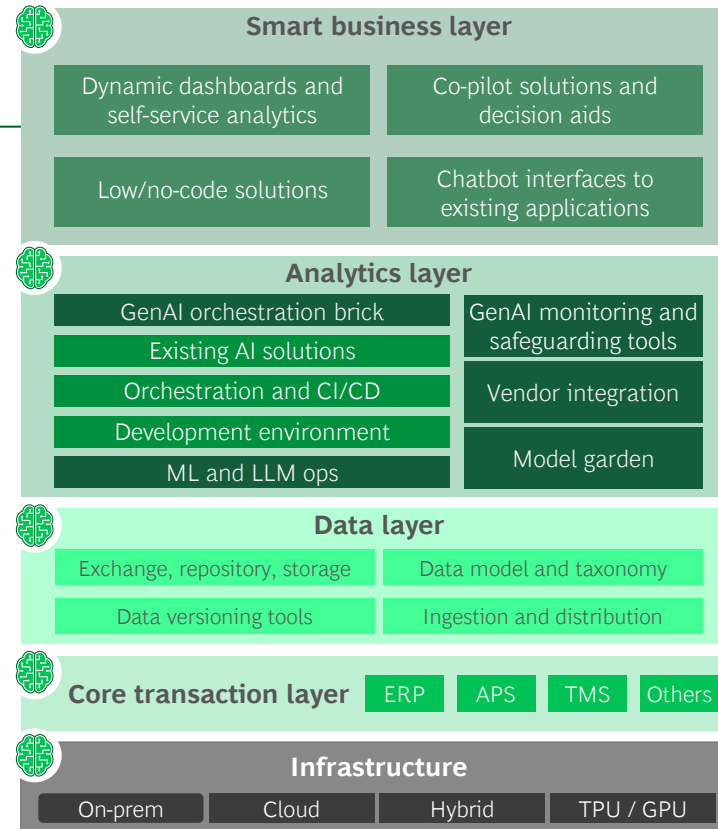 Smart business layer
Dynamic dashboards and
self-service analytics
Co-pilot solutions and
decision aids
Low/no-code solutions
Chatbot interfaces to
existing applications
Analytics layer
GenAI orchestration brick
Existing AI solutions
Orchestration and CI/CD
Development environment
ML and LLM ops
GenAI monitoring and
safeguarding tools
Vendor integration
Model garden
Data layer
Exchange, repository, storage
Data model and taxonomy
Data versioning tools
Ingestion and distribution
Core transaction layer
ERP
APS
TMS
Others
Infrastructure
On-prem
Cloud
Hybrid
TPU / GPU